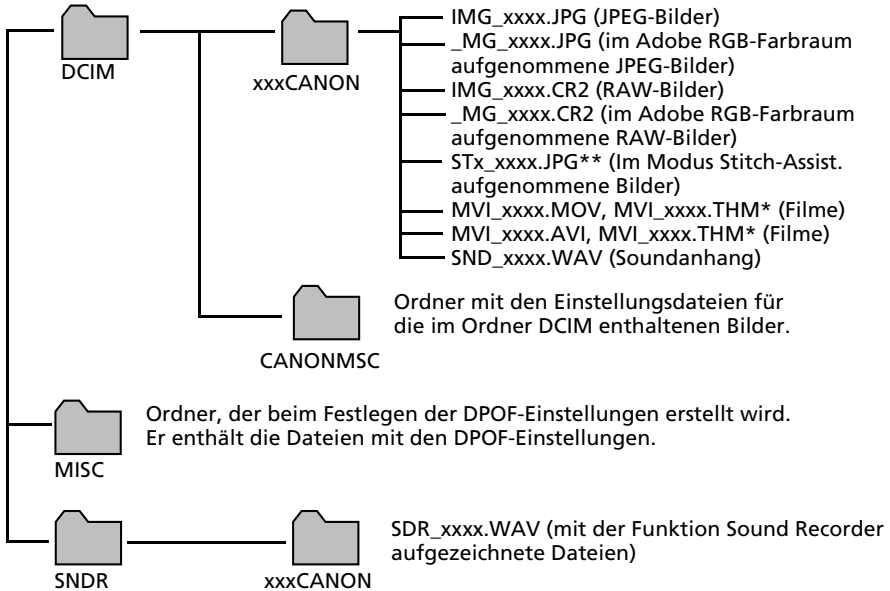 DCIM
xxxCANON
IMG_xxxx.JPG (JPEG-Bilder)
_MG_xxxx.JPG (im Adobe RGB-Farbraum
aufgenommene JPEG-Bilder)
IMG_xxxx.CR2 (RAW-Bilder)
_MG_xxxx.CR2 (im Adobe RGB-Farbraum
aufgenommene RAW-Bilder)
STx_xxxx.JPG** (Im Modus Stitch-Assist.
aufgenommene Bilder)
MVI_xxxx.MOV, MVI_xxxx.THM* (Filme)
MVI_xxxx.AVI, MVI_xxxx.THM* (Filme)
SND_xxxx.WAV (Soundanhang)
CANONMSC
Ordner mit den Einstellungsdateien für
die im Ordner DCIM enthaltenen Bilder.
MISC
Ordner, der beim Festlegen der DPOF-Einstellungen erstellt wird.
Er enthält die Dateien mit den DPOF-Einstellungen.
SNDR
xxxCANON
SDR_xxxx.WAV (mit der Funktion Sound Recorder
aufgezeichnete Dateien)